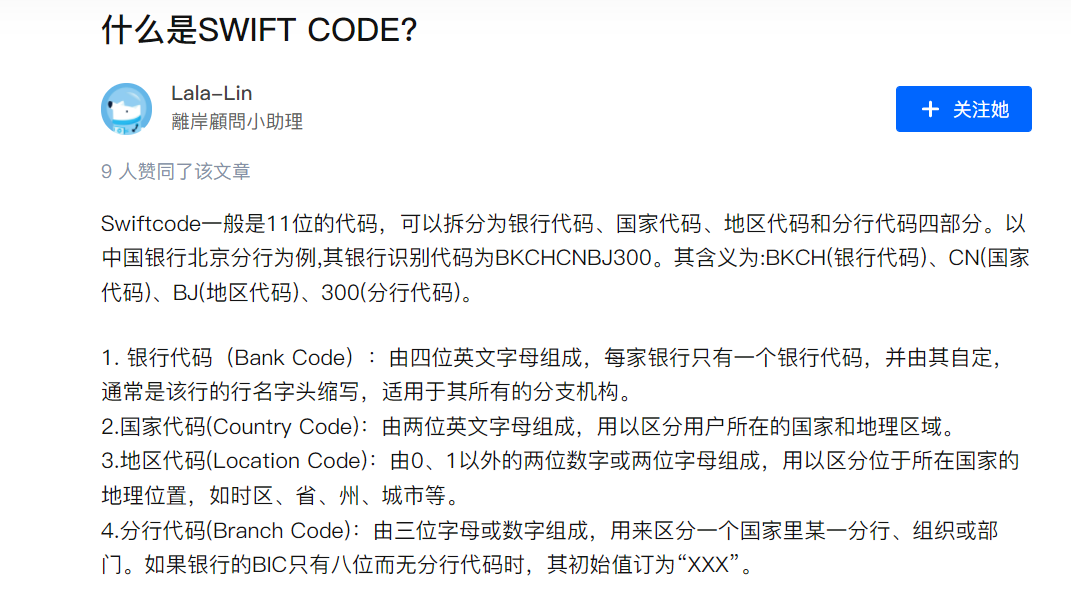 什么是SWIFT CODE?
Lala-Lin
離岸顧問小助理
+ 关注她
9 人赞同了该文章
Swiftcode一般是11位的代码，可以拆分为银行代码、国家代码、地区代码和分行代码四部分。以
中国银行北京分行为例,其银行识别代码为BKCHCNBJ300。其含义为:BKCH(银行代码)、CN(国家
代码)、BJ(地区代码)、300(分行代码)。
1. 银行代码（Bank Code）：由四位英文字母组成，每家银行只有一个银行代码，并由其自定，
通常是该行的行名字头缩写，适用于其所有的分支机构。
2.国家代码(Country Code)：由两位英文字母组成，用以区分用户所在的国家和地理区域。
3.地区代码(Location Code)：由0、1以外的两位数字或两位字母组成，用以区分位于所在国家的
地理位置，如时区、省、州、城市等。
4.分行代码(Branch Code)：由三位字母或数字组成，用来区分一个国家里某一分行、组织或部
门。如果银行的BIC只有八位而无分行代码时，其初始值订为“XXX”。